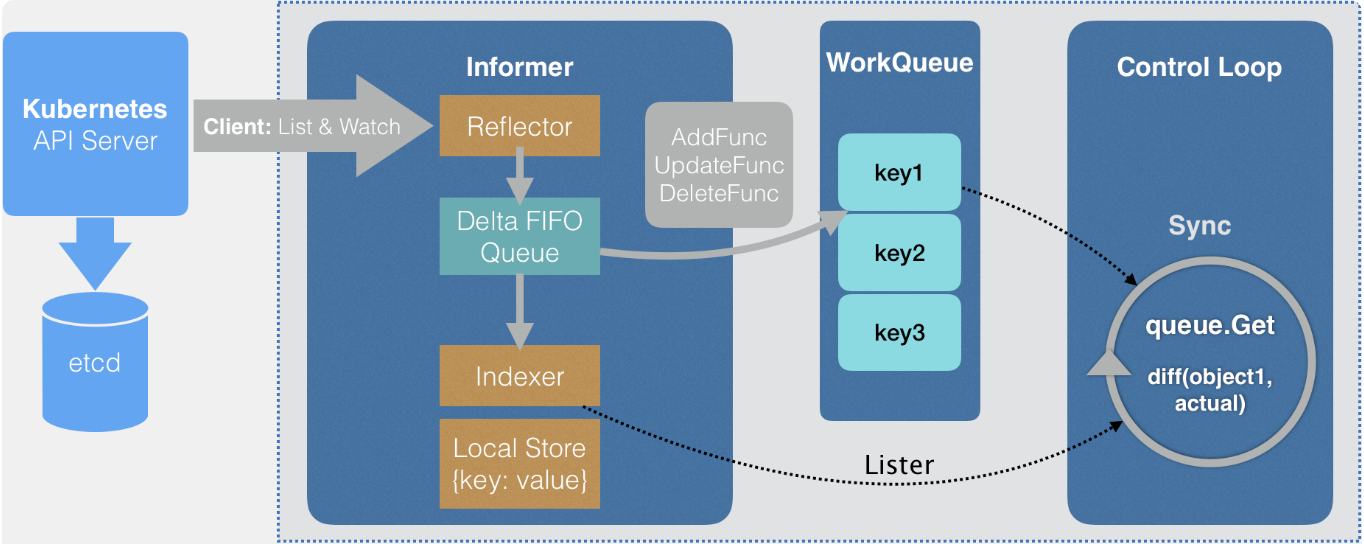 Kubernetes
API Server
etcd
Client: List & Watch
Informer
Reflector
Delta FIFO
Queue
Indexer
Local Store
{key: value}
AddFunc
UpdateFunc
DeleteFunc
WorkQueue
key1
key2
key3
Lister
Control Loop
Sync
queue.Get
diff(object1,
actual)